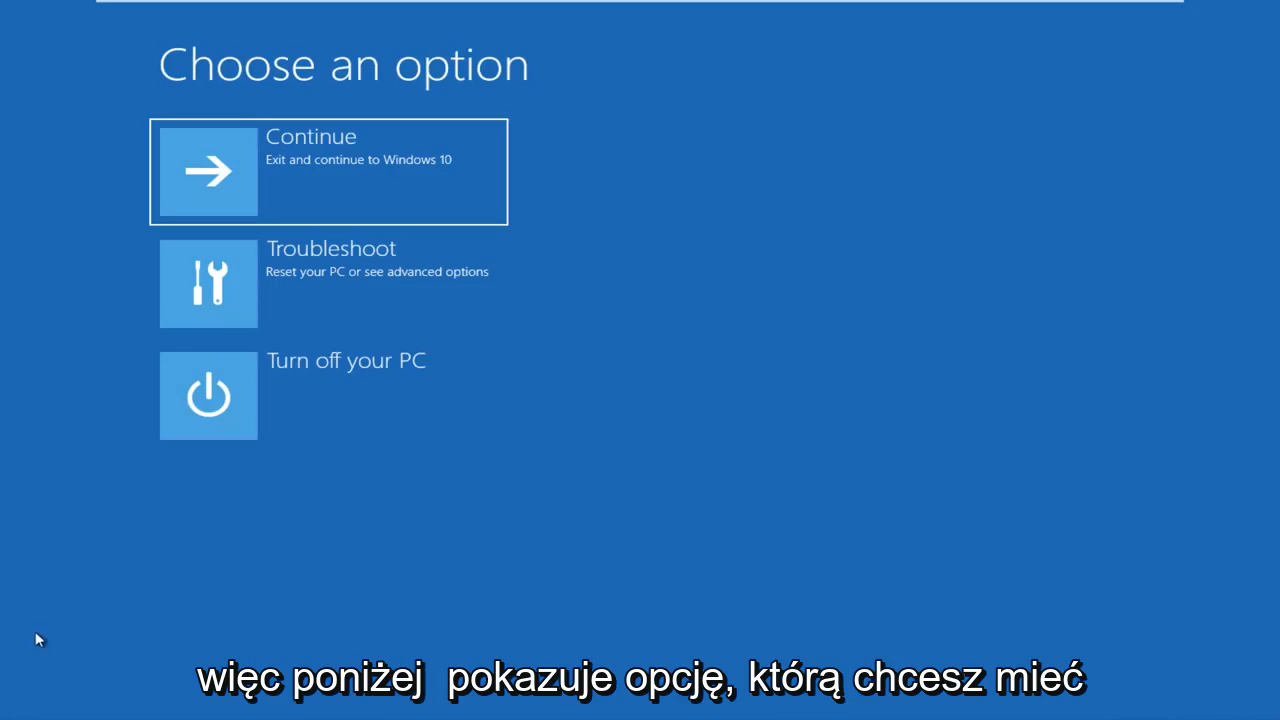 Choose an option
Continue
Exit and continue to Windows 10
Troubleshoot
Reset your PC or see advanced options
Turn off your PC
więc poniżej  pokazuje opcję, którą chcesz mieć